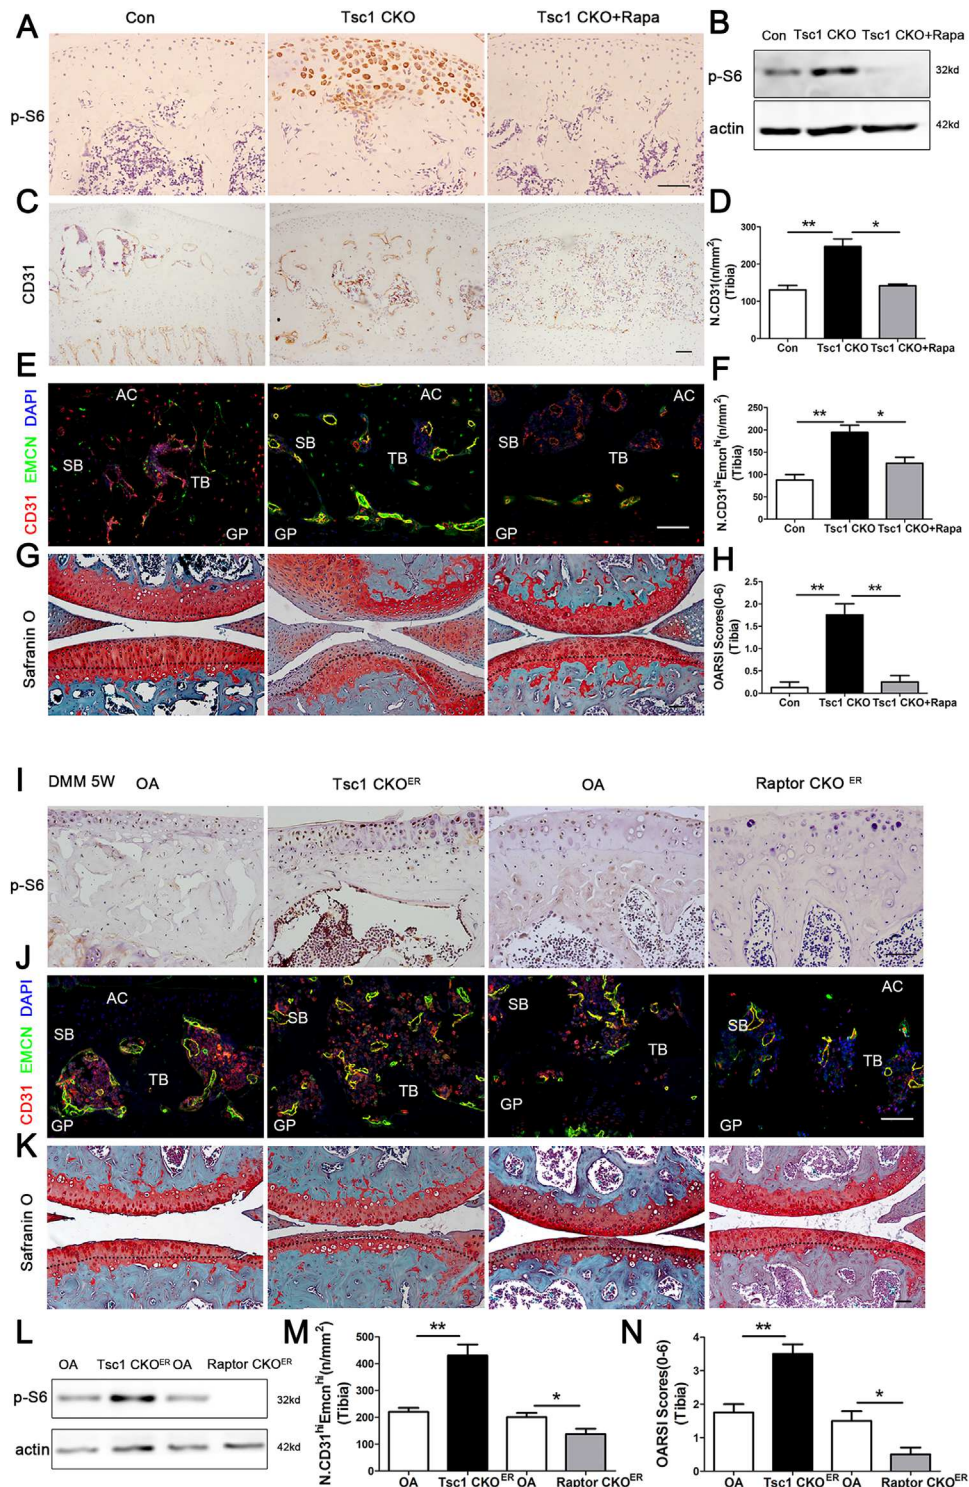 A Con Tsc1 CKO Tsc1 CKO+Rapa
p-S6
B Con Tsc1 CKO Tsc1 CKO+Rapa
p-S6 32kd
actin 42kd
C
CD31
D
N.CD31(n/mm²)
(Tibia)
300
200
100
0
** *
Con Tsc1 CKO Tsc1 CKO+Rapa
E
CD31 EMCN DAPI
AC SB TB GP
AC SB TB GP
AC SB TB GP
F
N.CD31ʰⁱEmcnʰⁱ(n/mm²)
(Tibia)
250
200
150
100
50
0
** *
Con Tsc1 CKO Tsc1 CKO+Rapa
G
Safranin O
H
OARSI Scores(0-6)
(Tibia)
2.5
2.0
1.5
1.0
0.5
0.0
** **
Con Tsc1 CKO Tsc1 CKO+Rapa
I DMM 5W OA Tsc1 CKOᴱᴿ OA Raptor CKO ᴱᴿ
p-S6
J
CD31 EMCN DAPI
AC SB TB GP
SB TB GP
SB TB GP
AC SB TB GP
K
Safranin O
L
OA Tsc1 CKOᴱᴿ OA Raptor CKOᴱᴿ
p-S6 32kd
actin 42kd
M
N.CD31ʰⁱEmcnʰⁱ(n/mm²)
(Tibia)
500
400
300
200
100
0
** *
OA Tsc1 CKOᴱᴿ OA Raptor CKOᴱᴿ
N
OARSI Scores(0-6)
(Tibia)
4
3
2
1
0
** *
OA Tsc1 CKOᴱᴿ OA Raptor CKOᴱᴿ